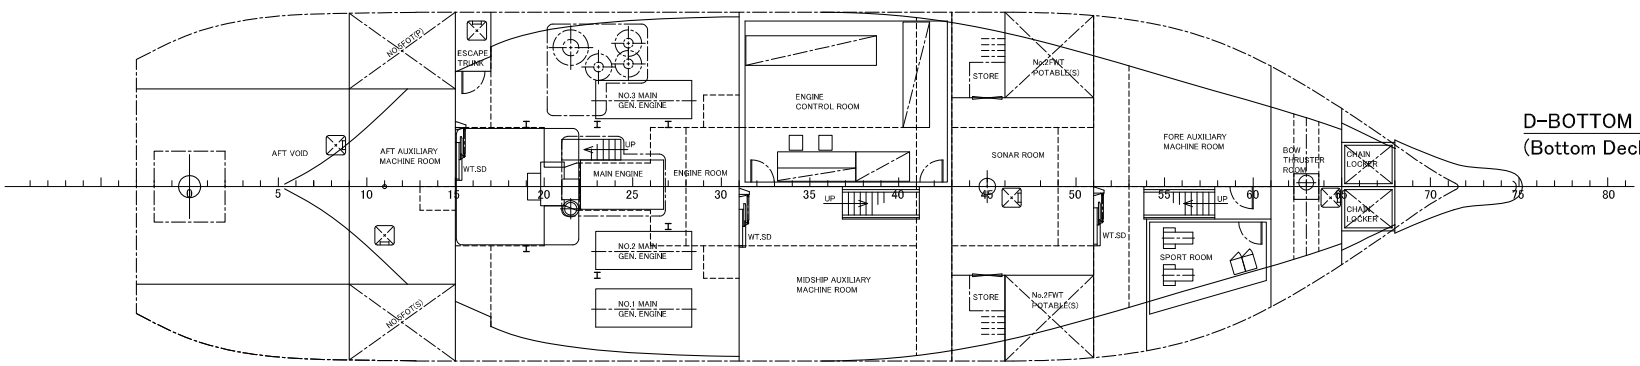 NO.5FOT(P)
ESCAPE
TRUNK
NO.3 MAIN
GEN. ENGINE
ENGINE
CONTROL ROOM
STORE
No.2FWT
POTABLE(S)
D-BOTTOM
(Bottom Decl
AFT VOID
AFT AUXILIARY
MACHINE ROOM
WT.SD
UP
MAIN ENGINE
ENGINE ROOM
SONAR ROOM
FORE AUXILIARY
MACHINE ROOM
BOW
THRUSTER
ROOM
CHAIN
LOCKER
0 5 15 20 25 30 35 40 45 50 55 60 65 70 75 80
UP
UP
CHAIN
LOCKER
WT.SD
WT.SD
NO.2 MAIN
GEN. ENGINE
SPORT ROOM
MIDSHIP AUXILIARY
MACHINE ROOM
NO.5FOT(S)
NO.1 MAIN
GEN. ENGINE
STORE
No.2FWT
POTABLE(S)